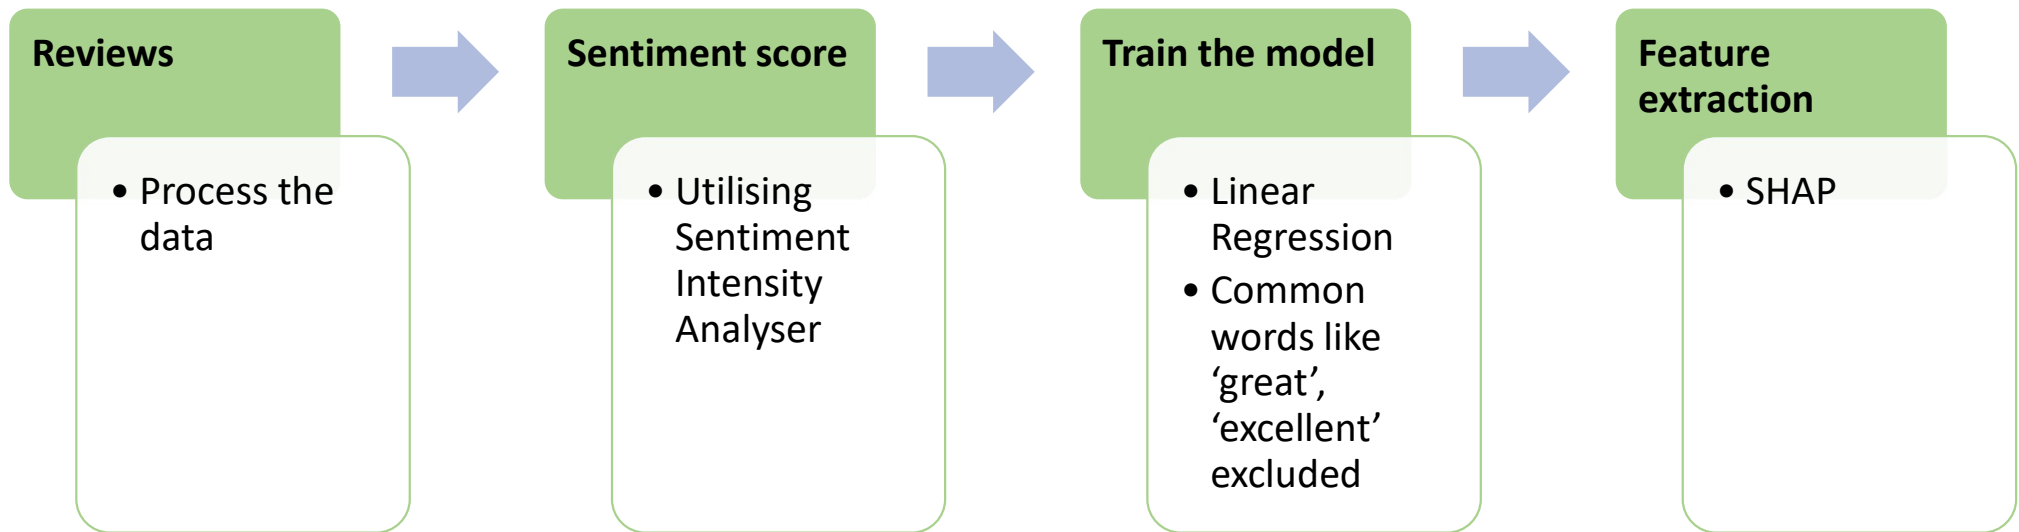 Reviews
• Process the
data
Sentiment score
• Utilising
Sentiment
Intensity
Analyser
Train the model
• Linear
Regression
• Common
words like
‘great’,
‘excellent’
excluded
Feature
extraction
• SHAP